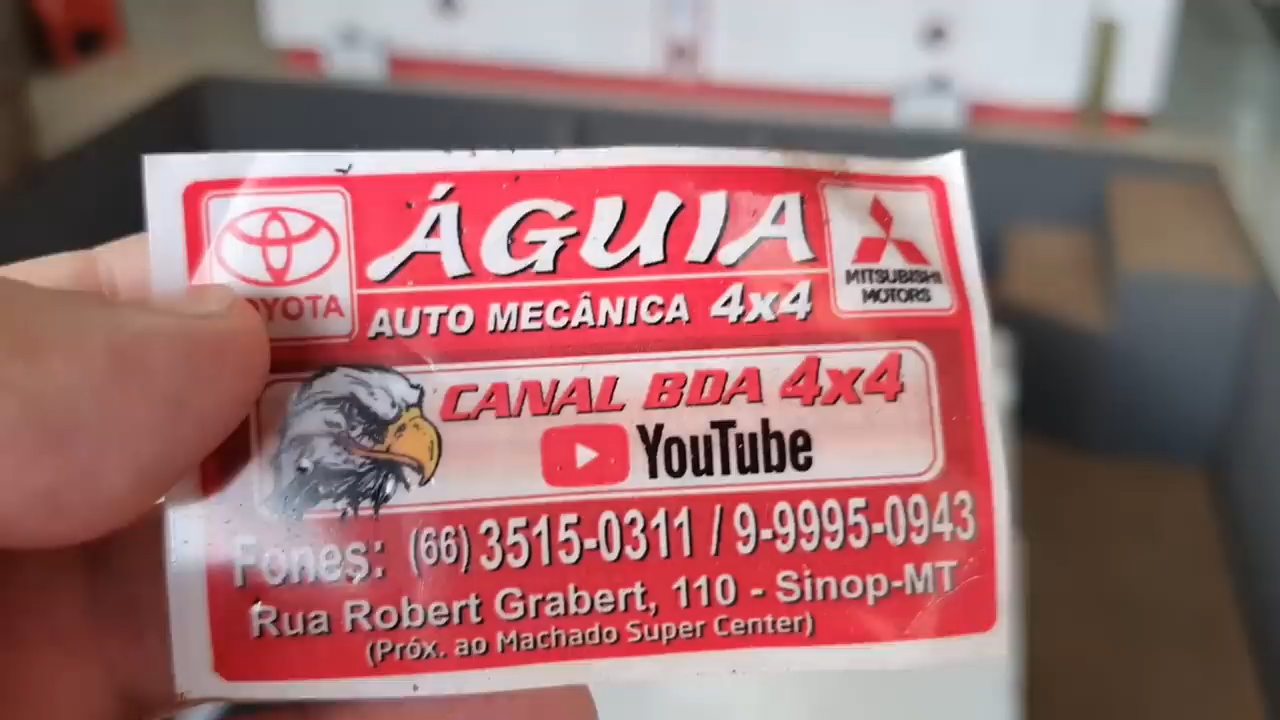 TOYOTA
ÁGUIA
AUTO MECÂNICA 4x4
MITSUBISHI
MOTORS
CANAL BDA 4x4
YouTube
Fones: (66) 3515-0311 / 9-9995-0943
Rua Robert Grabert, 110 - Sinop-MT
(Próx. ao Machado Super Center)